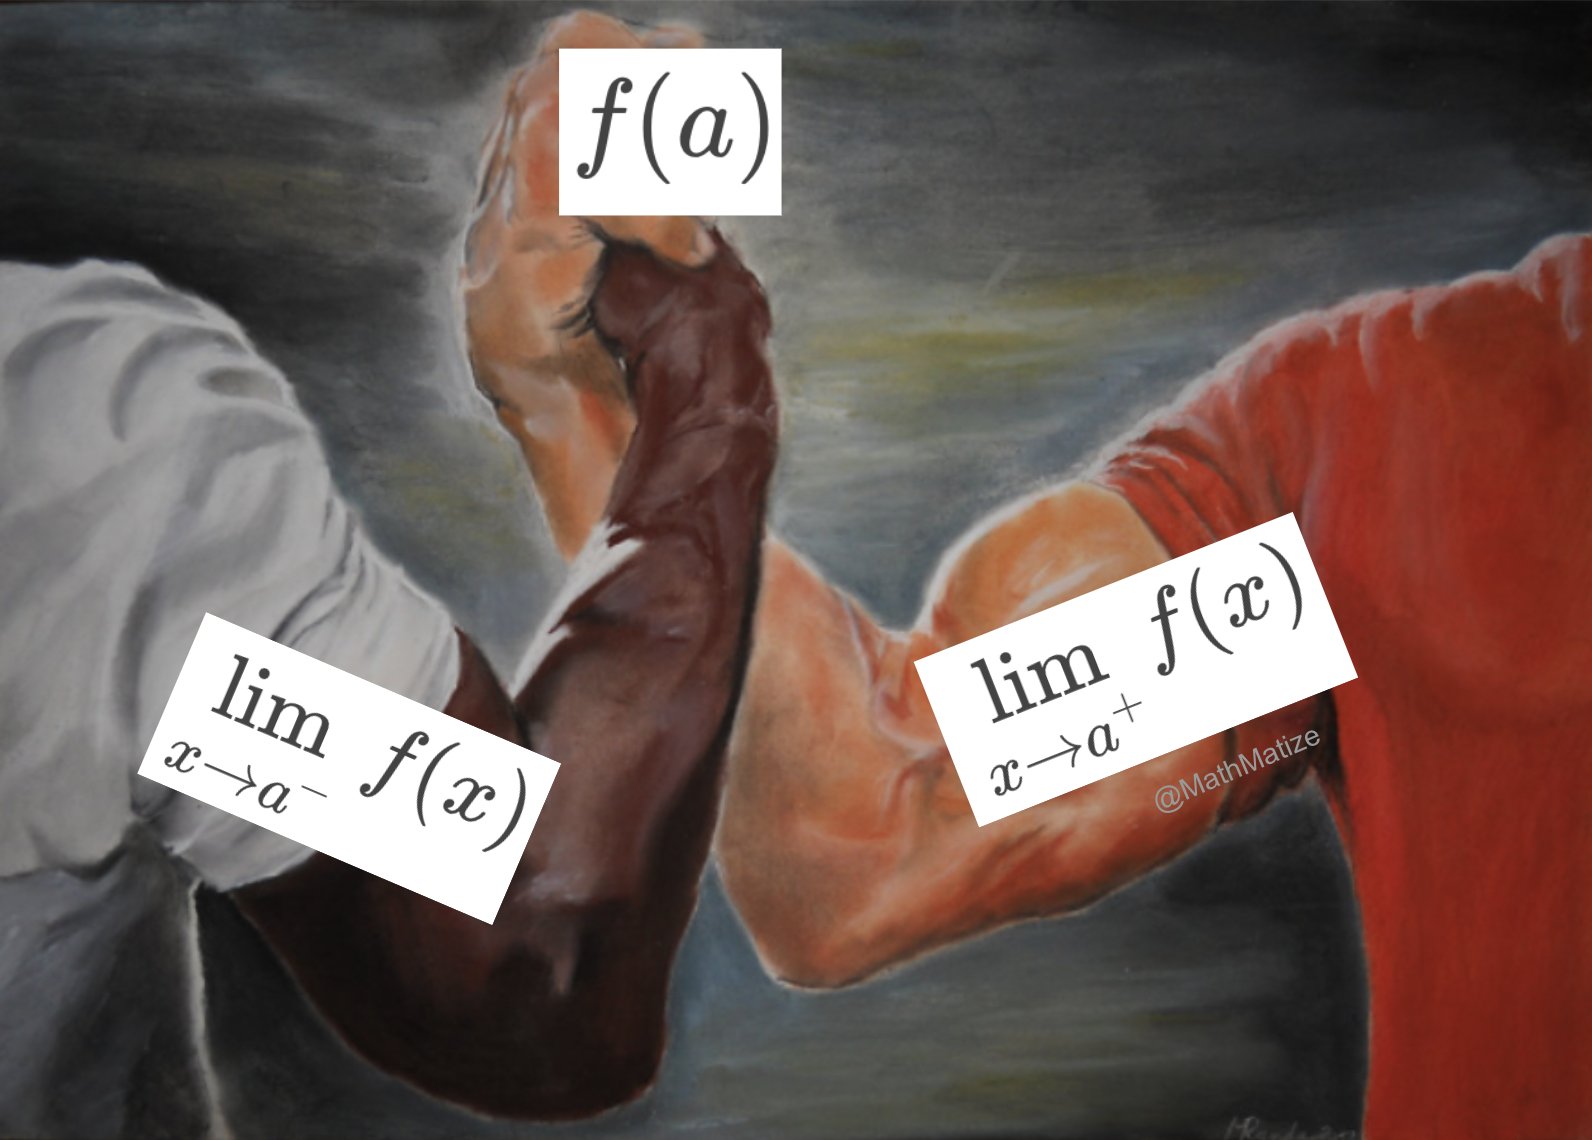 f(a)
lim f(x)
x→a⁻
lim f(x)
x→a⁺
@MathMatize